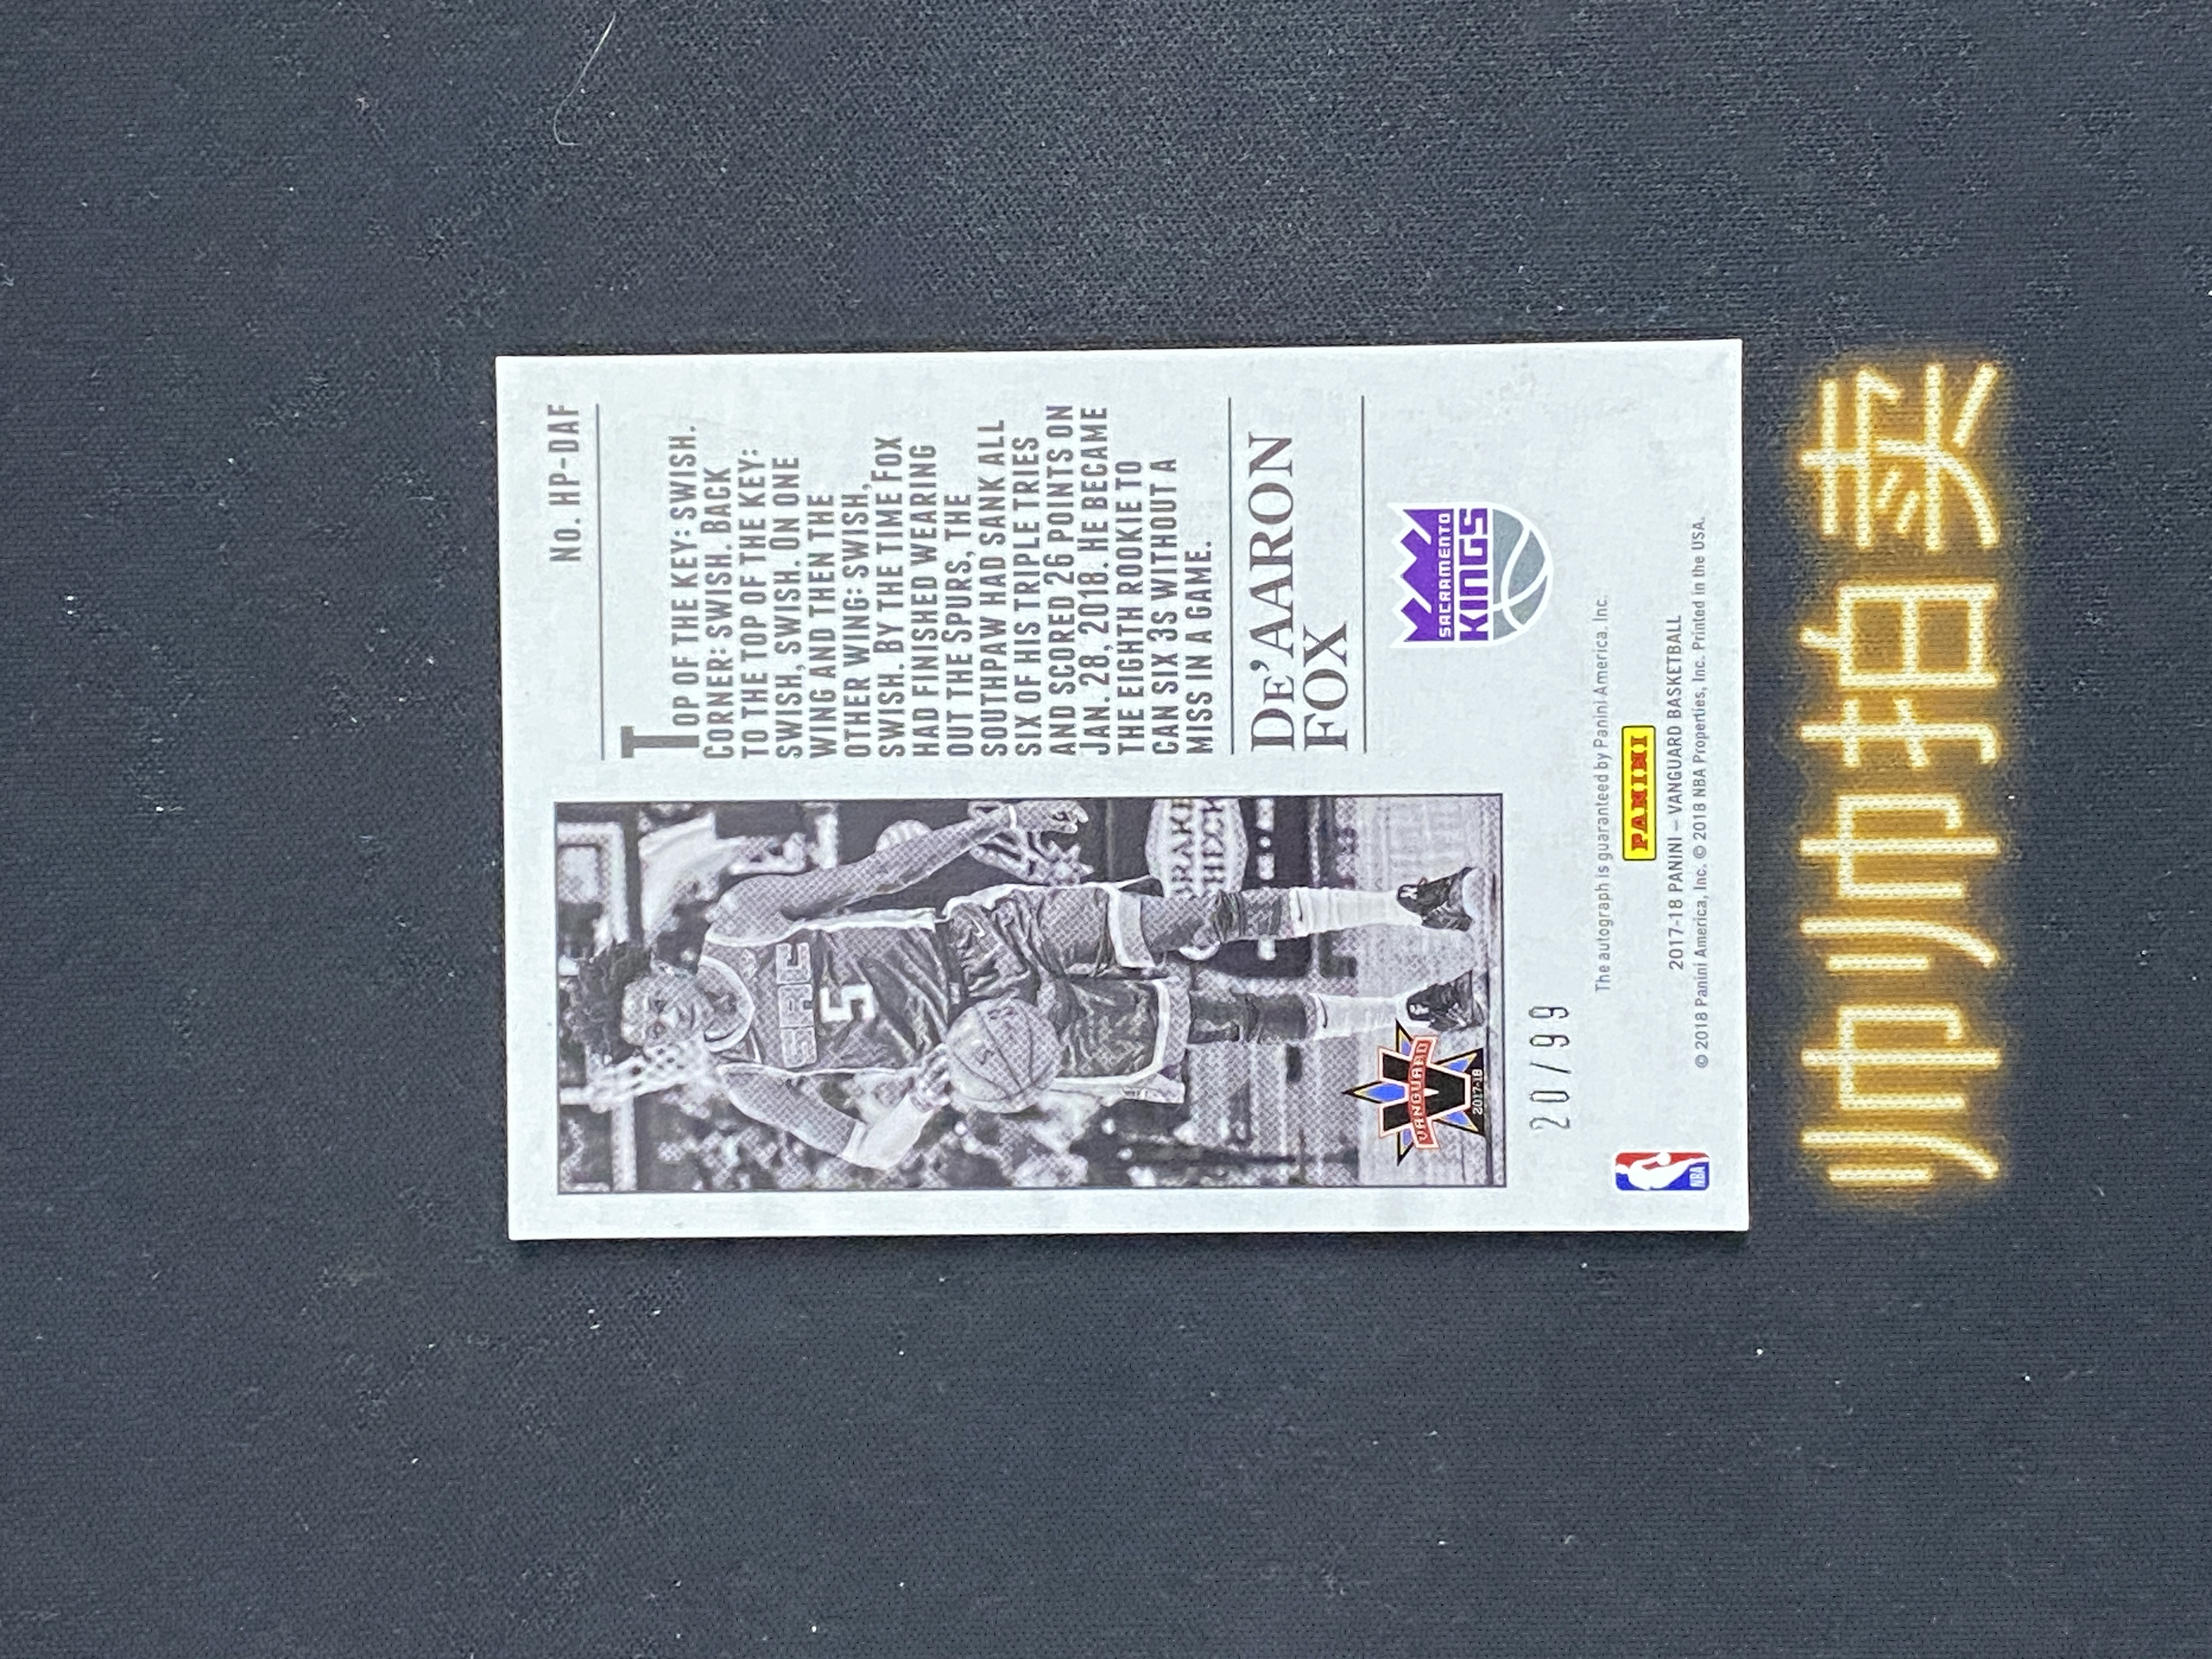 No. HP-DAF
TOP OF THE KEY: SWISH.
CORNER: SWISH. BACK
TO THE TOP OF THE KEY:
SWISH, SWISH. ON ONE
WING AND THEN THE
OTHER WING: SWISH,
SWISH. BY THE TIME FOX
HAD FINISHED WEARING
OUT THE SPURS, THE
SOUTHPAW HAD SANK ALL
SIX OF HIS TRIPLE TRIES
AND SCORED 26 POINTS ON
JAN. 28, 2018. HE BECAME
THE EIGHTH ROOKIE TO
CAN SIX 3S WITHOUT A
MISS IN A GAME.
DE'AARON
FOX
SACRAMENTO
KINGS
SAC
5
BRAKE
CHECK
VANGUARD
V
2017-18
20/99
The autograph is guaranteed by Panini America, Inc.
PANINI
2017-18 PANINI – VANGUARD BASKETBALL
© 2018 Panini America, Inc. © 2018 NBA Properties, Inc. Printed in the USA.
NBA
帅帅拍卖